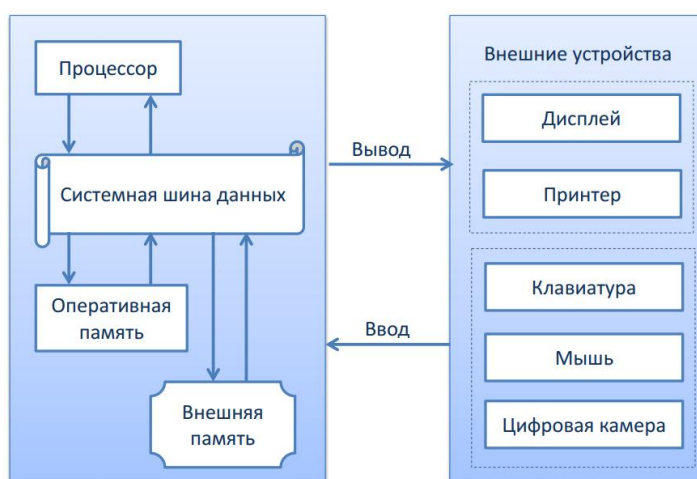 Процессор
Системная шина данных
Оперативная
память
Внешняя
память
Вывод
Ввод
Внешние устройства
Дисплей
Принтер
Клавиатура
Мышь
Цифровая камера